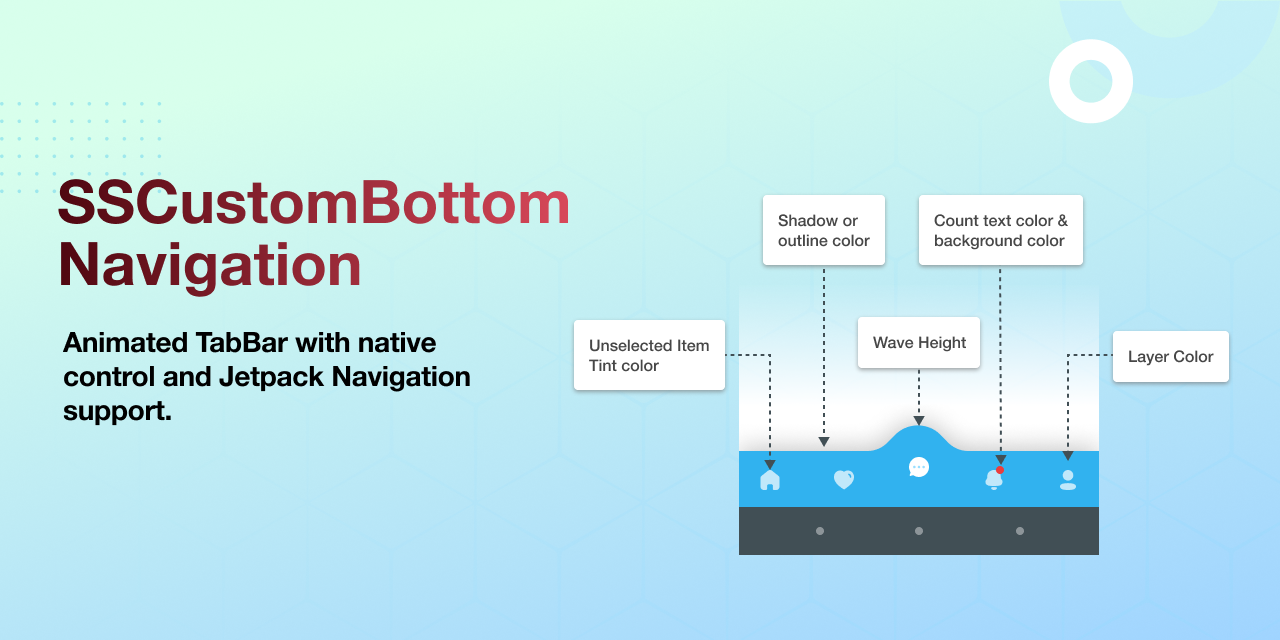 SSCustomBottom
Navigation
Animated TabBar with native
control and Jetpack Navigation
support.
Shadow or
outline color
Count text color &
background color
Unselected Item
Tint color
Wave Height
Layer Color